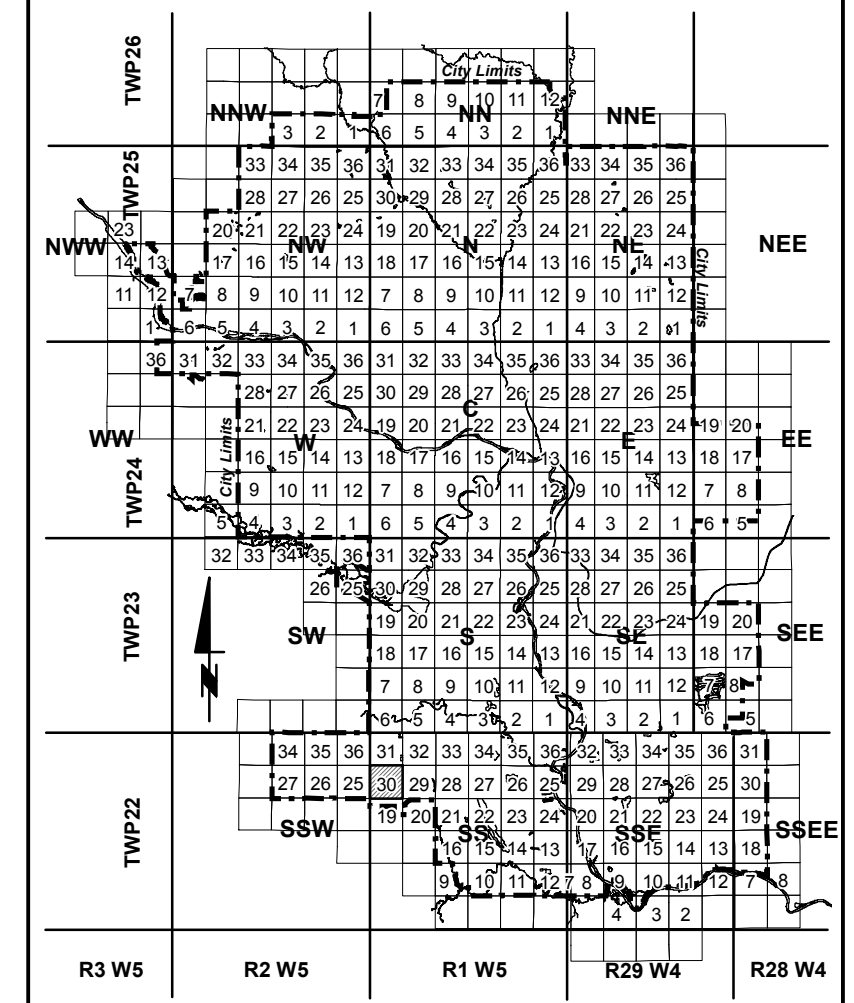 TWP26
City Limits
7 8 9 10 11 12
NNW NN NNE
3 2 1 6 5 4 3 2 1
TWP25
33 34 35 36 31 32 33 34 35 36 33 34 35 36
28 27 26 25 30 29 28 27 26 25 28 27 26 25
23 20 21 22 23 24 19 20 21 22 23 24 21 22 23 24
NWW NW N NE NEE
14 13 17 16 15 14 13 18 17 16 15 14 13 16 15 14 13
City Limits
11 12 7 8 9 10 11 12 7 8 9 10 11 12 9 10 11 12
1 6 5 4 3 2 1 6 5 4 3 2 1 4 3 2 1
36 31 32 33 34 35 36 31 32 33 34 35 36 33 34 35 36
28 27 26 25 30 29 28 27 26 25 28 27 26 25
C
21 22 23 24 19 20 21 22 23 24 21 22 23 24 19 20
WW W E EE
16 15 14 13 18 17 16 15 14 13 16 15 14 13 18 17
City Limits
TWP24
9 10 11 12 7 8 9 10 11 12 9 10 11 12 7 8
5 4 3 2 1 6 5 4 3 2 4 3 2 1 6 5
32 33 34 35 36 31 32 33 34 35 36 33 34 35 36
26 25 30 29 28 27 26 25 28 27 26 25
TWP23
19 20 21 22 23 24 21 22 23 24 19 20
SW S SE SEE
18 17 16 15 14 13 16 15 14 13 18 17
7 8 9 10 11 12 9 10 11 12 7 8
N
6 5 4 3 2 1 4 3 2 1 6 5
34 35 36 31 32 33 34 35 36 32 33 34 35 36 31
27 26 25 30 29 28 27 26 25 29 28 27 26 25 30
TWP22
19 20 21 22 23 24 20 21 22 23 24 19
SSW SS SSE SSEE
16 15 14 13 17 16 15 14 13 18
9 10 11 12 7 8 9 10 11 12 7 8
4 3 2
R3 W5 R2 W5 R1 W5 R29 W4 R28 W4